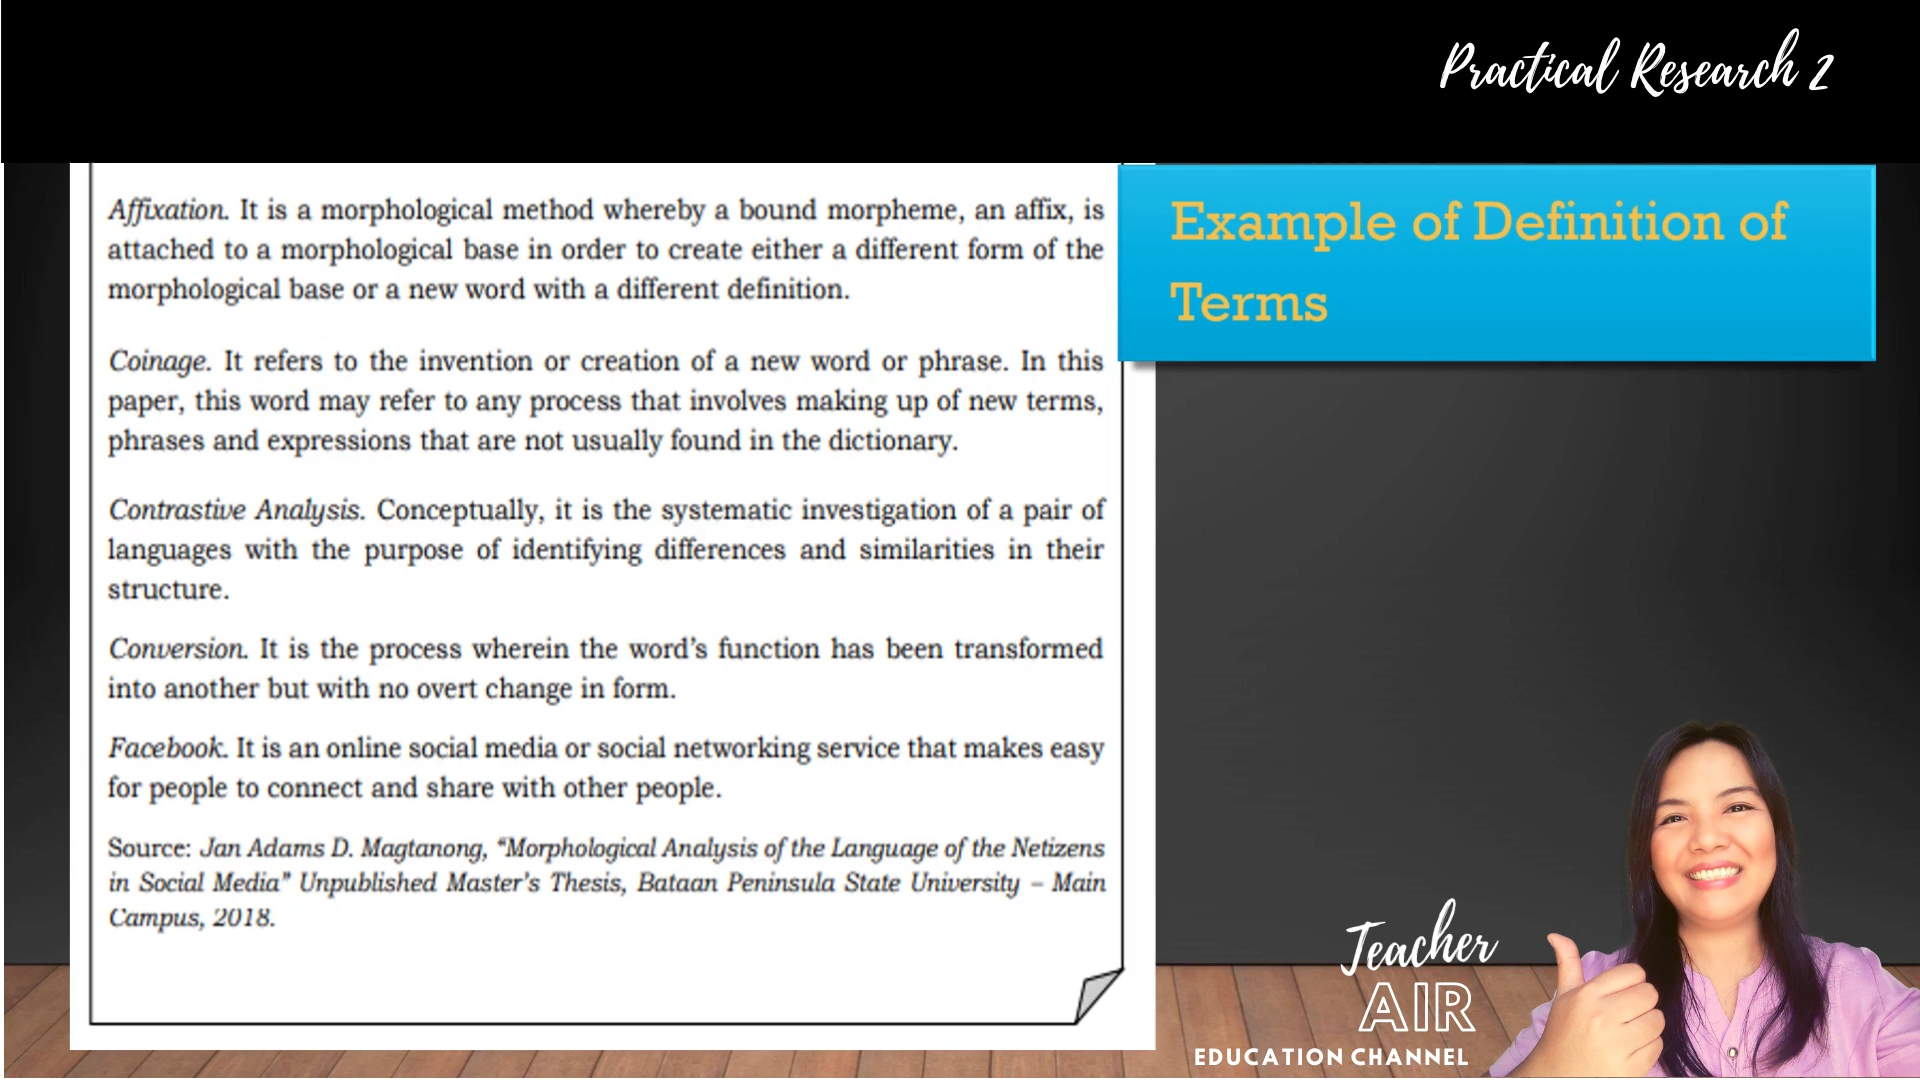 Practical Research 2
Example of Definition of
Terms
Affixation. It is a morphological method whereby a bound morpheme, an affix, is
attached to a morphological base in order to create either a different form of the
morphological base or a new word with a different definition.
Coinage. It refers to the invention or creation of a new word or phrase. In this
paper, this word may refer to any process that involves making up of new terms,
phrases and expressions that are not usually found in the dictionary.
Contrastive Analysis. Conceptually, it is the systematic investigation of a pair of
languages with the purpose of identifying differences and similarities in their
structure.
Conversion. It is the process wherein the word’s function has been transformed
into another but with no overt change in form.
Facebook. It is an online social media or social networking service that makes easy
for people to connect and share with other people.
Source: Jan Adams D. Magtanong, “Morphological Analysis of the Language of the Netizens
in Social Media” Unpublished Master’s Thesis, Bataan Peninsula State University – Main
Campus, 2018.
Teacher
AIR
EDUCATION CHANNEL